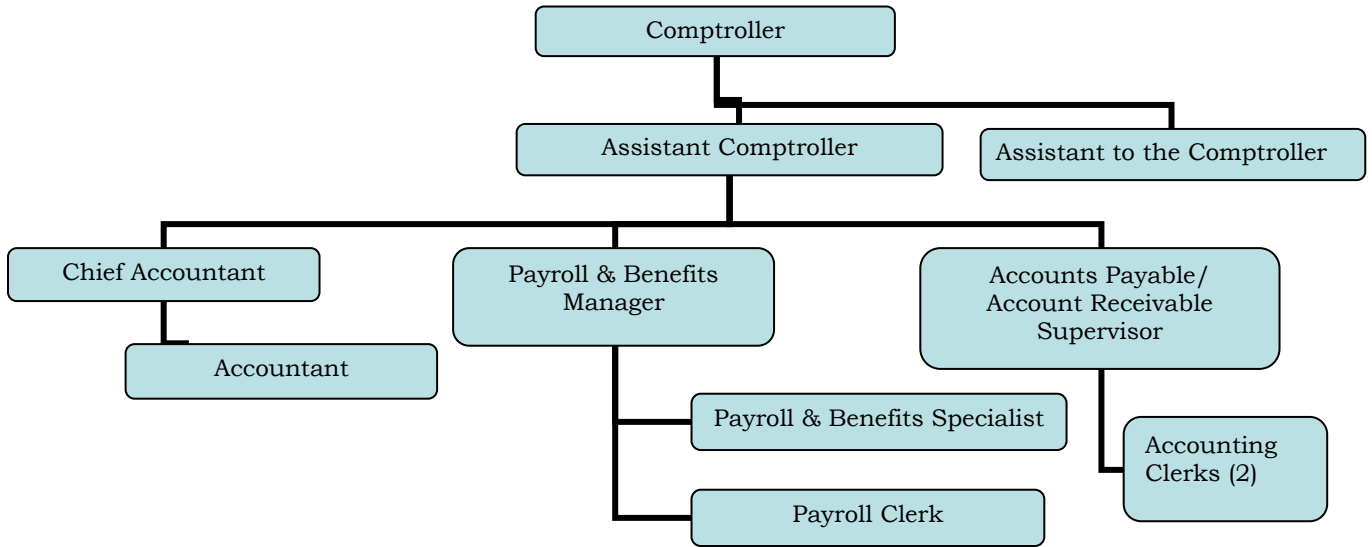 Comptroller
Assistant Comptroller
Assistant to the Comptroller
Chief Accountant
Payroll & Benefits
Manager
Accounts Payable/
Account Receivable
Supervisor
Accountant
Payroll & Benefits Specialist
Accounting
Clerks (2)
Payroll Clerk